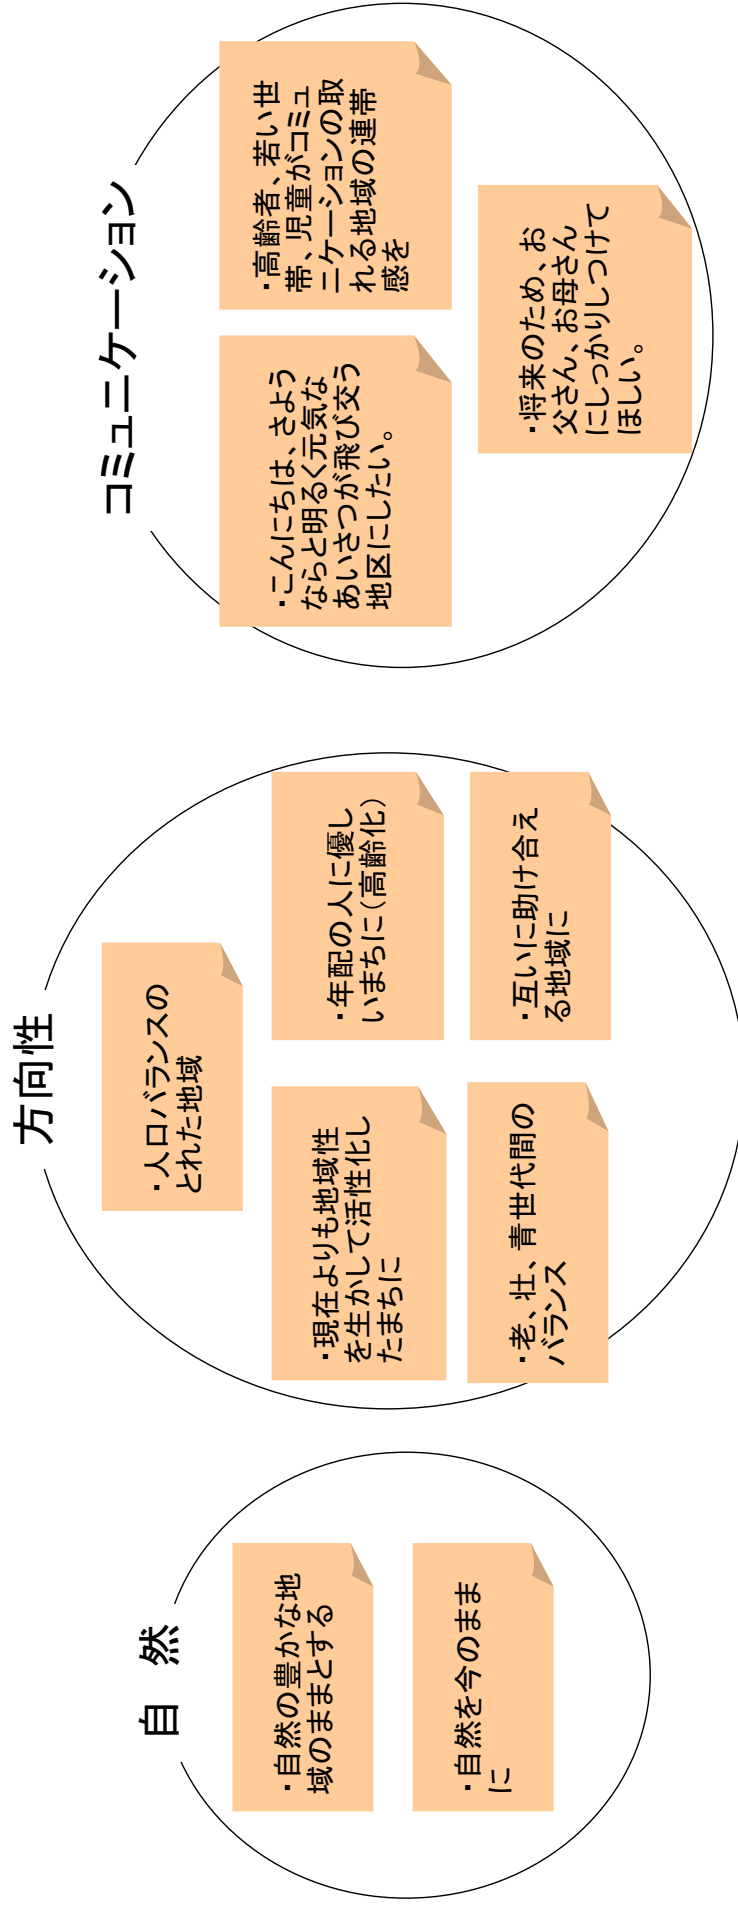 自　然
・自然の豊かな地
域のままとする
・自然を今のまま
に
方向性
・人口バランスの
とれた地域
・現在よりも地域性
を生かして活性化し
たまちに
・年配の人に優し
いまちに（高齢化）
・老、壮、青世代間の
バランス
・互いに助け合え
る地域に
コミュニケーション
・こんにちは、さよう
ならと明るく元気な
あいさつが飛び交う
地区にしたい。
・高齢者、若い世
帯、児童がコミュ
ニケーションの取
れる地域の連帯
感を
・将来のため、お
父さん、お母さん
にしっかりしつけて
ほしい。